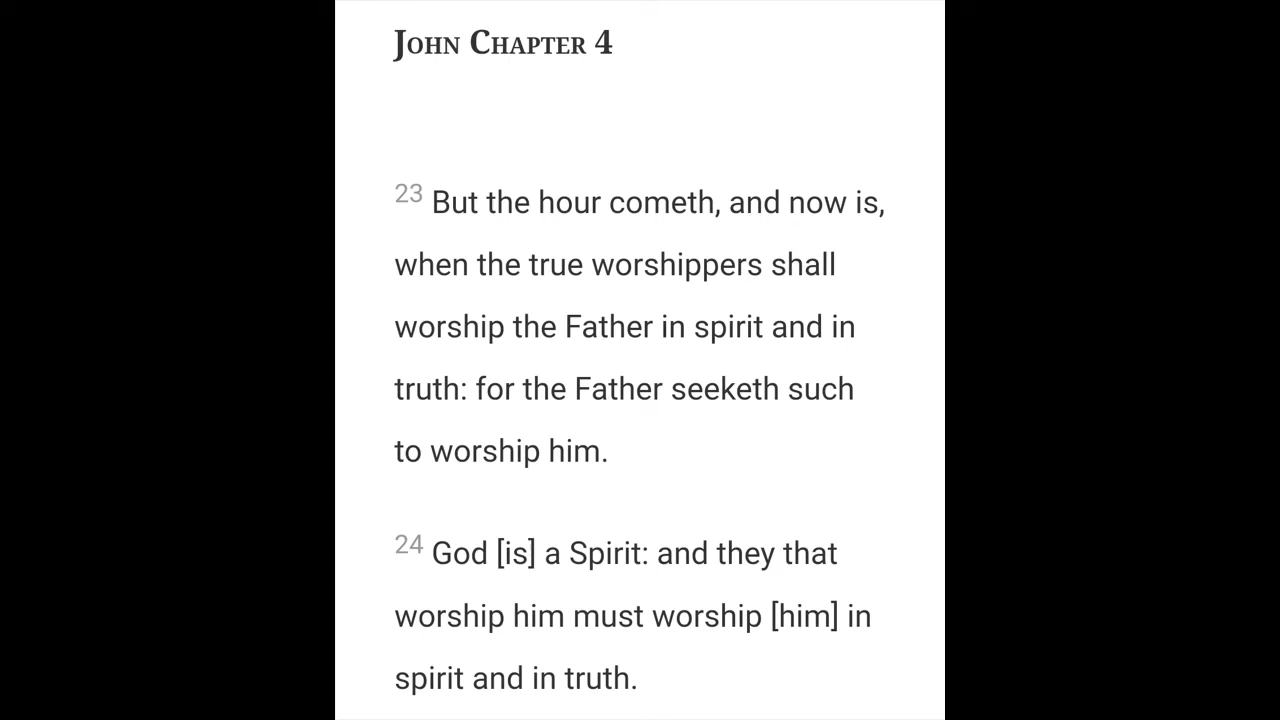 John Chapter 4
23 But the hour cometh, and now is,
when the true worshippers shall
worship the Father in spirit and in
truth: for the Father seeketh such
to worship him.
24 God [is] a Spirit: and they that
worship him must worship [him] in
spirit and in truth.